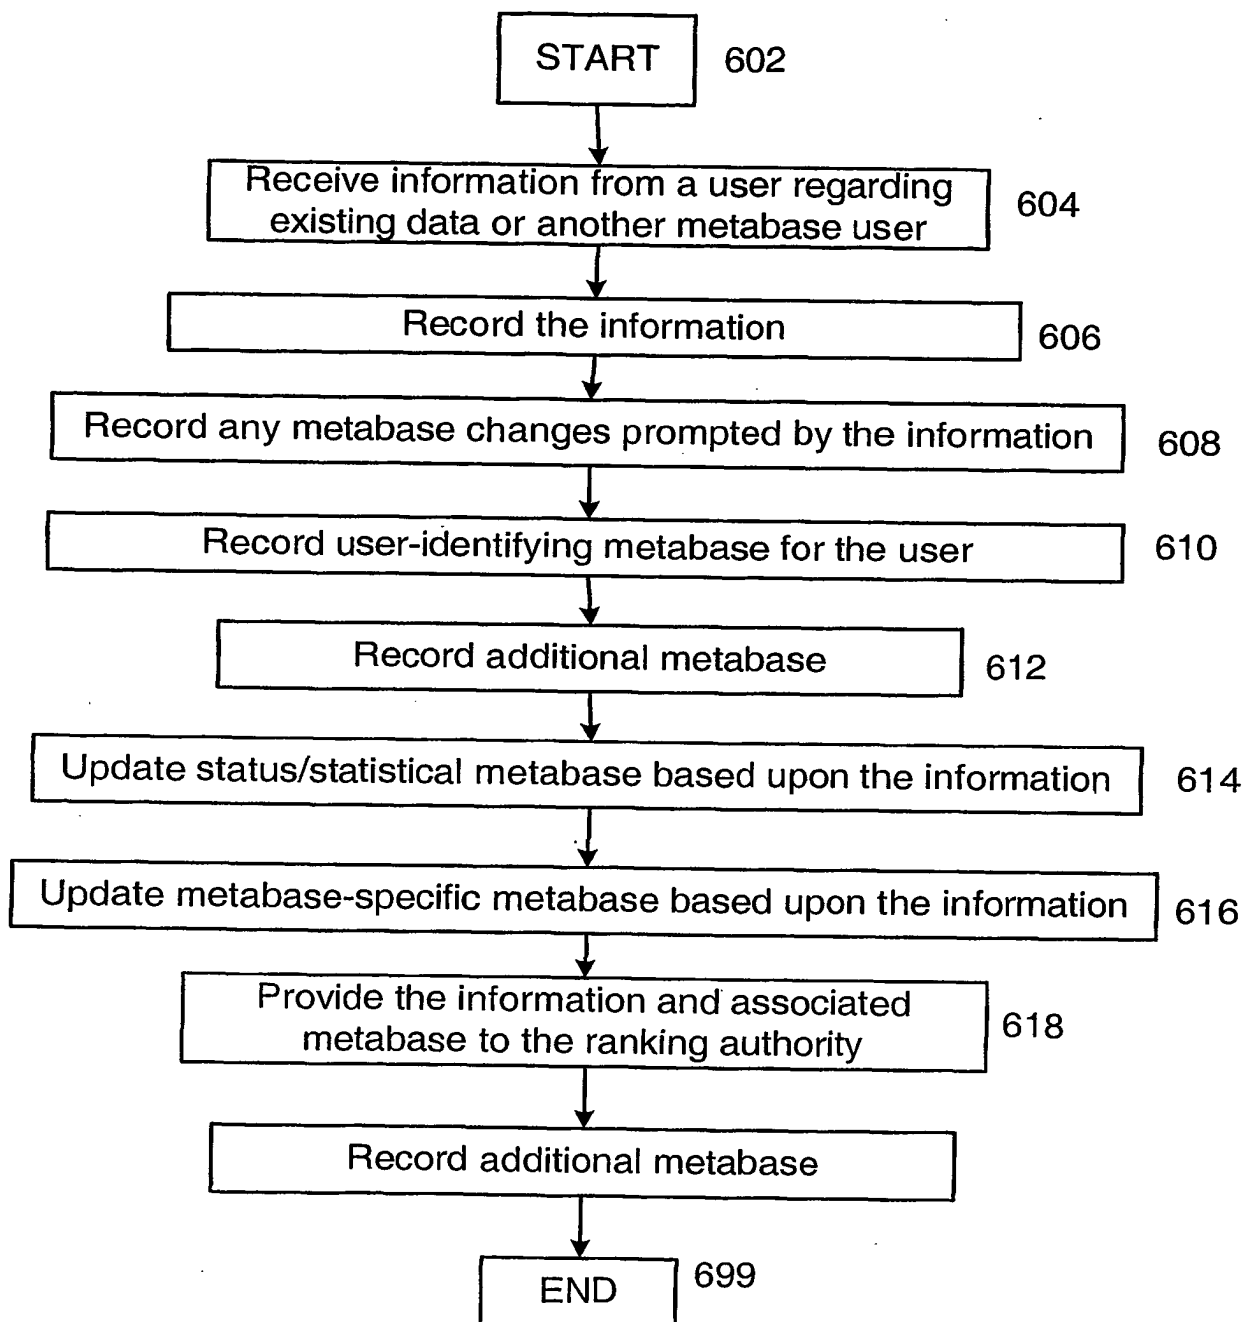 START 602
Receive information from a user regarding
existing data or another metabase user
604
Record the information
606
Record any metabase changes prompted by the information
608
Record user-identifying metabase for the user
610
Record additional metabase
612
Update status/statistical metabase based upon the information
614
Update metabase-specific metabase based upon the information
616
Provide the information and associated
metabase to the ranking authority
618
Record additional metabase
END 699